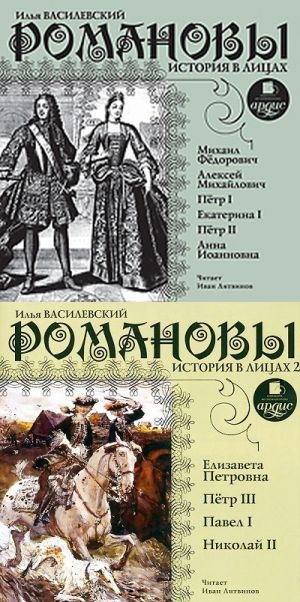 Илья ВАСИЛЕВСКИЙ
РОМАНОВЫ
ИСТОРИЯ В ЛИЦАХ
ардис
Михаил
Фёдорович
Алексей
Михайлович
Пётр I
Екатерина I
Пётр II
Анна
Иоанновна
Читает
Иван Литвинов
Илья ВАСИЛЕВСКИЙ
РОМАНОВЫ
ИСТОРИЯ В ЛИЦАХ 2
ардис
Елизавета
Петровна
Пётр III
Павел I
Николай II
Читает
Иван Литвинов